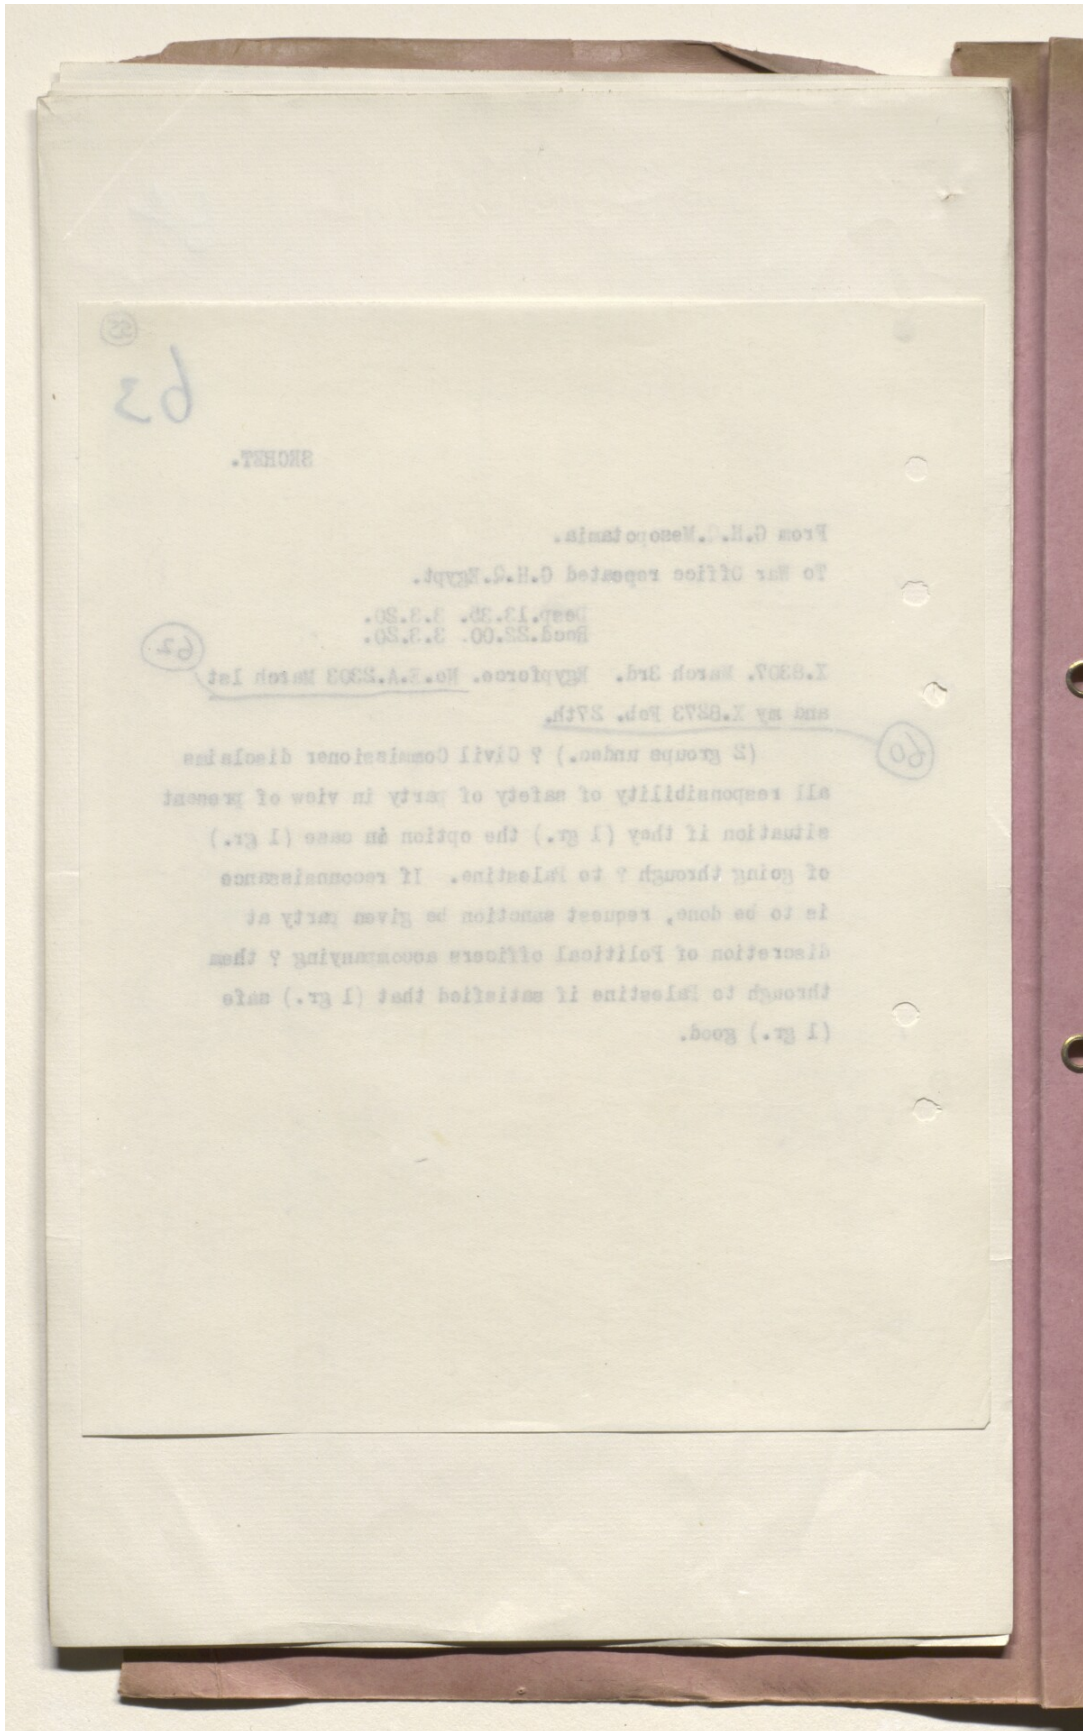 55
63
SECRET.
From G.H.Q.Mesopotamia.
To War Office repeated G.H.Q.Egypt.
Desp.13.35. 3.3.20.
Recd.22.00. 3.3.20.
62
X.8307. March 3rd. Egypforce. No.E.A.2303 March 1st
and my X.8273 Feb. 27th.
60
(2 groups undec.) ? Civil Commissioner disclaims
all responsibility of safety of party in view of present
situation if they (1 gr.) the option in case (1 gr.)
of going through ? to Palestine. If reconnaissance
is to be done, request sanction be given party at
discretion of Political officers accompanying ? them
through to Palestine if satisfied that (1 gr.) safe
(1 gr.) good.